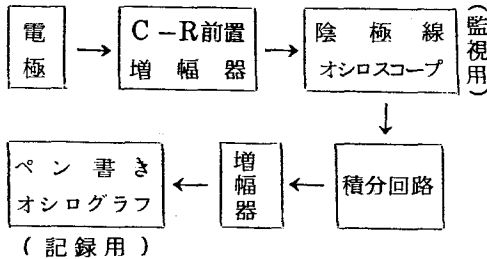 電極
C－R前置
増幅器
陰極線
オシロスコープ
(監視用)
積分回路
増幅器
ペン書き
オシログラフ
(記録用)